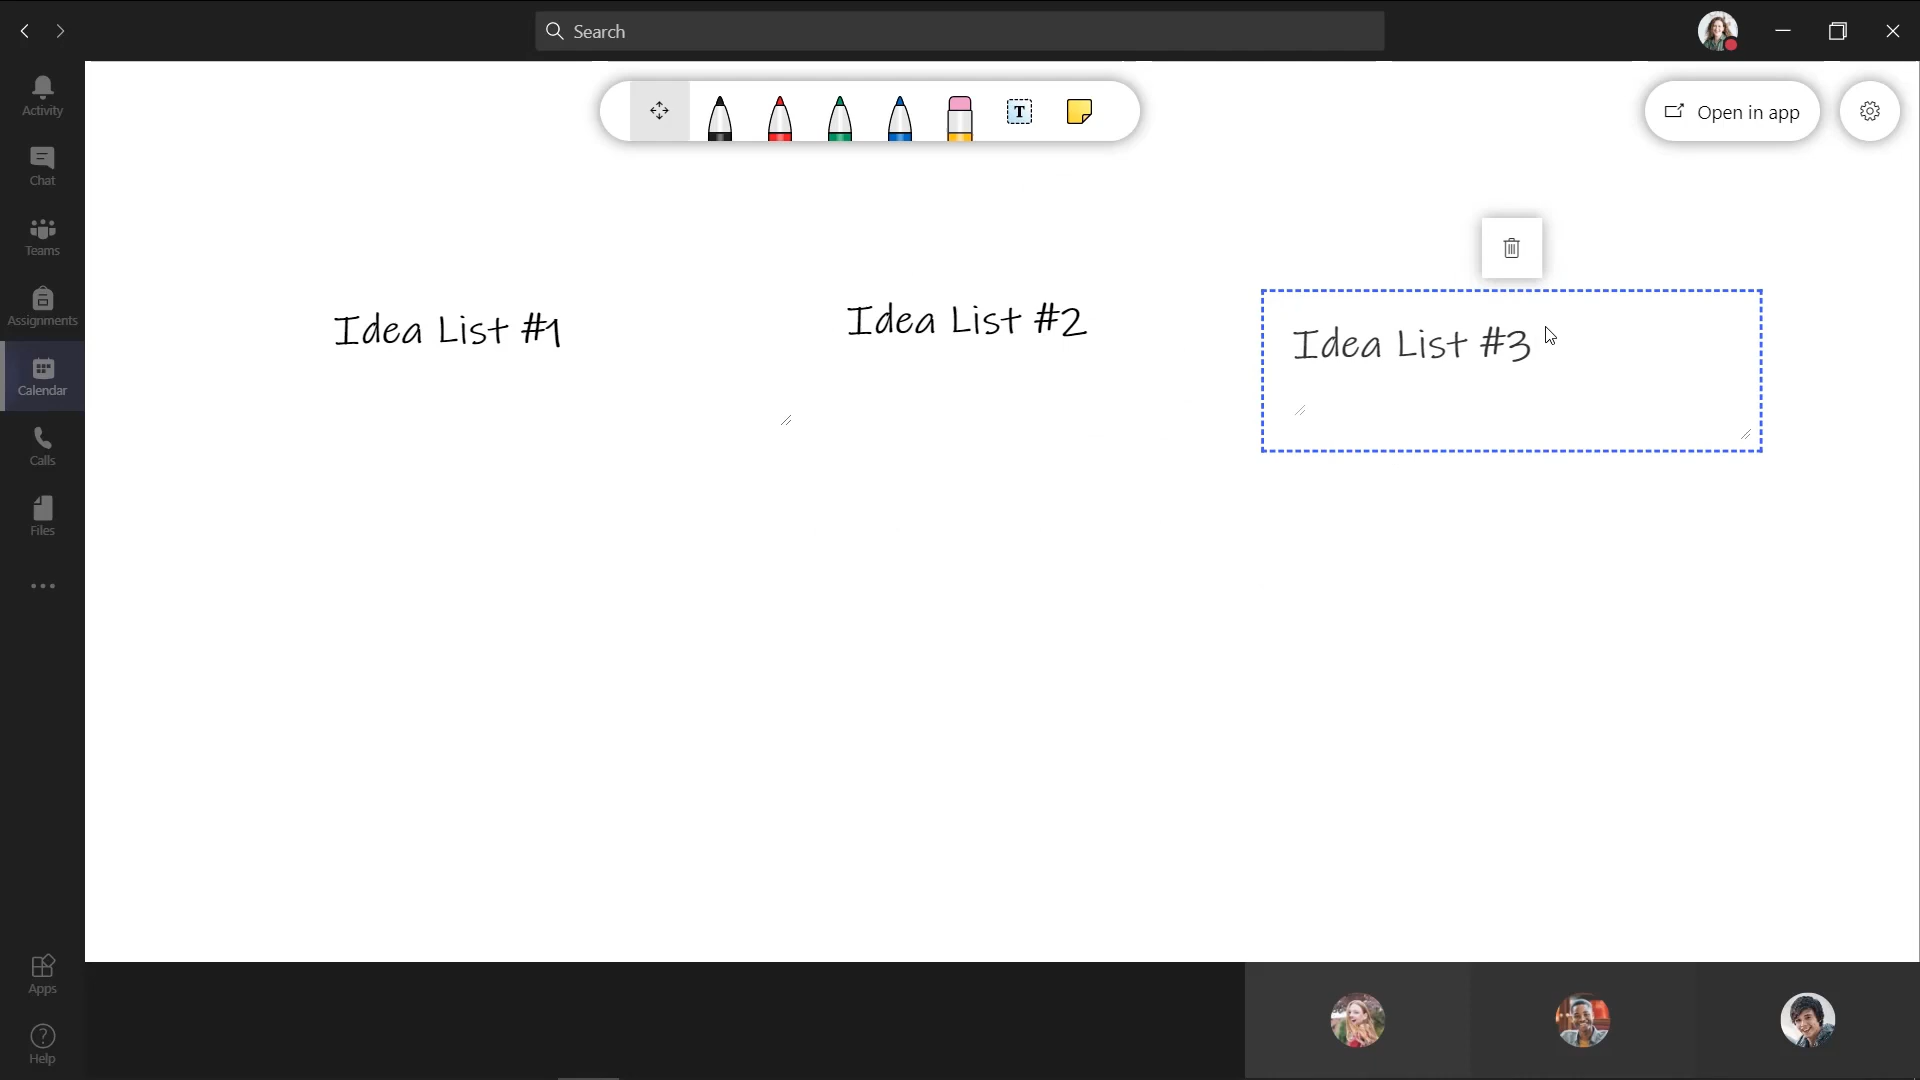 Search
Activity
Chat
Teams
Assignments
Calendar
Calls
Files
Apps
Help
T
Open in app
Idea List #1
Idea List #2
Idea List #3